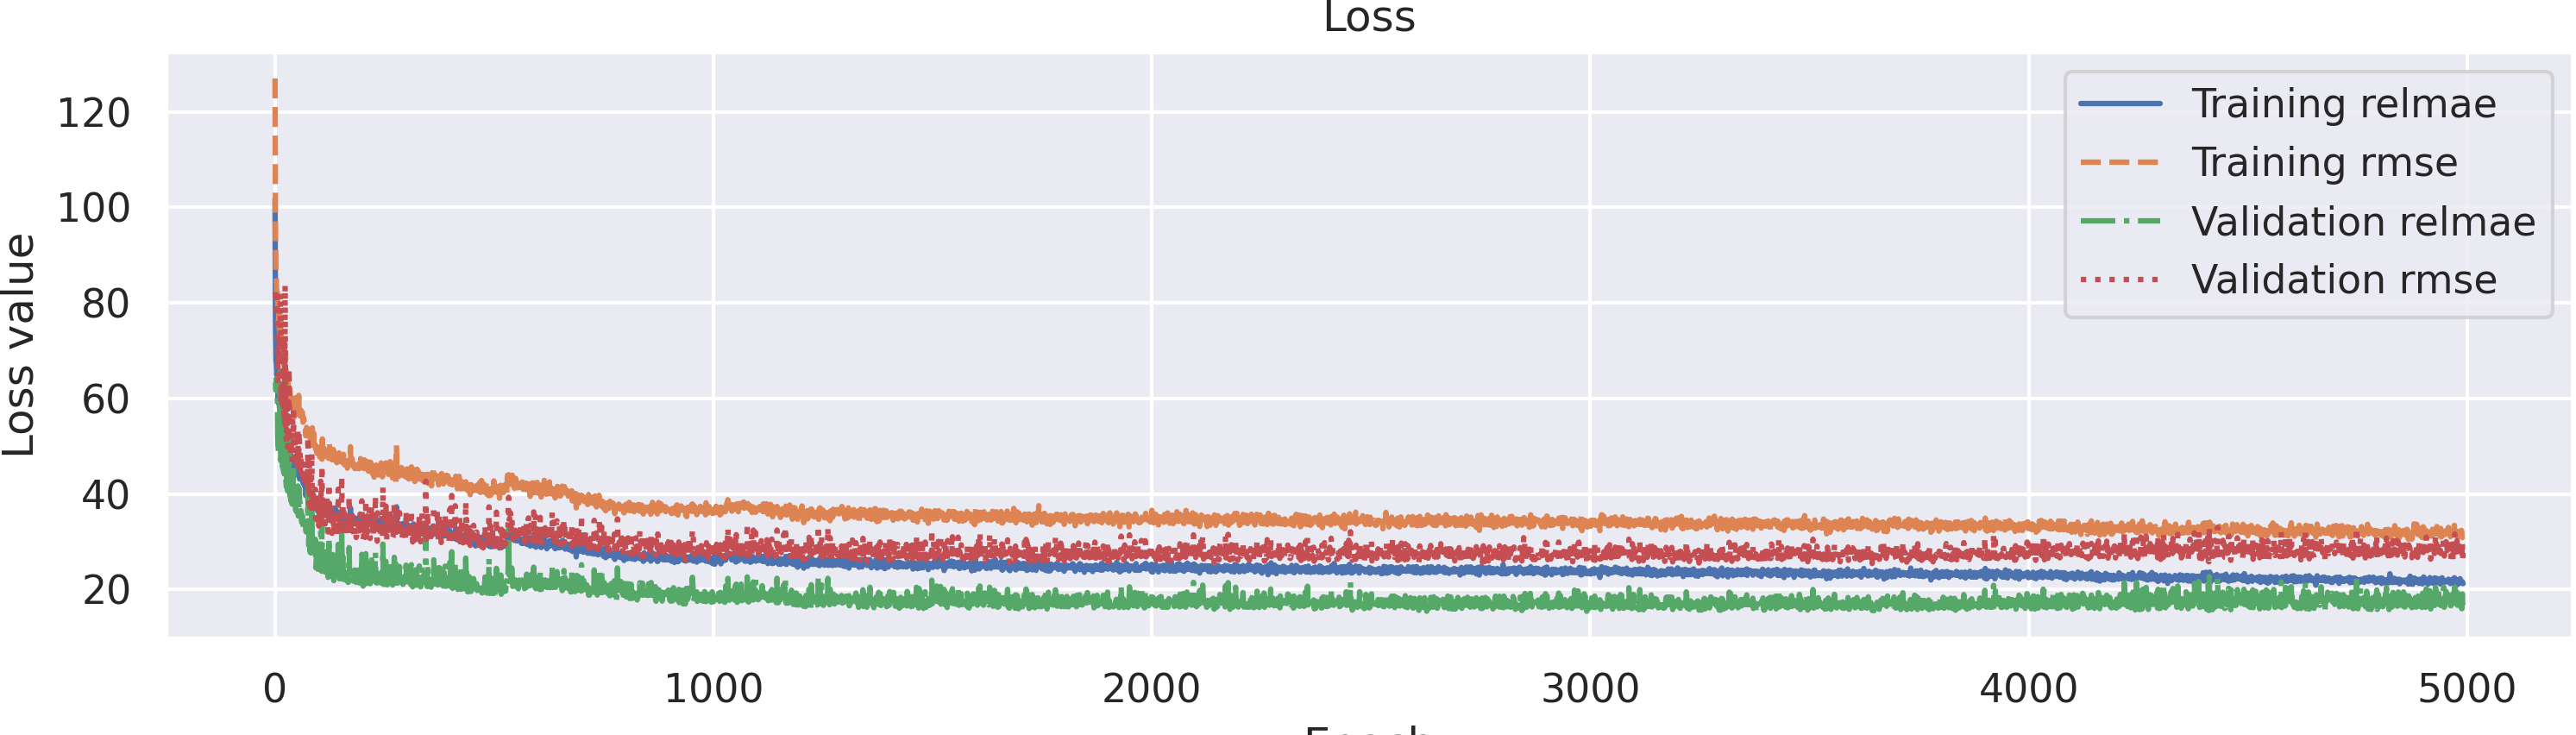 Loss
Loss value
120
100
80
60
40
20
Training relmae
Training rmse
Validation relmae
Validation rmse
0 1000 2000 3000 4000 5000